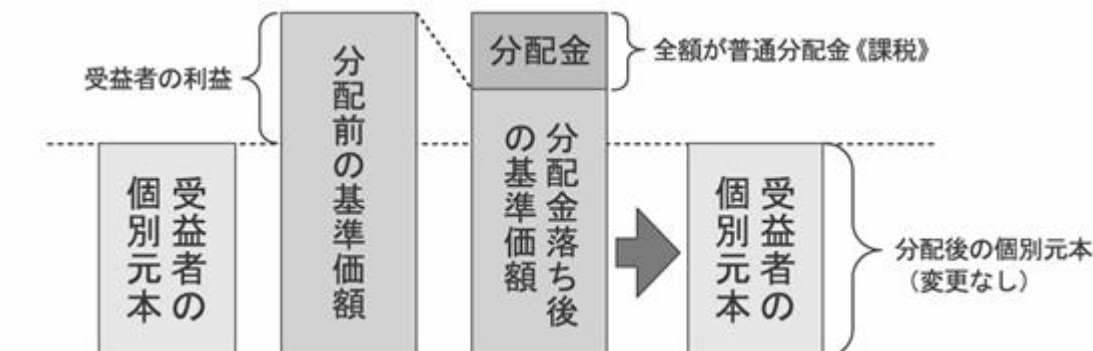 受益者の利益
受益者の
個別元本
分配前の基準価額
分配金
全額が普通分配金《課税》
分配金落ち後
の基準価額
受益者の
個別元本
分配後の個別元本
（変更なし）